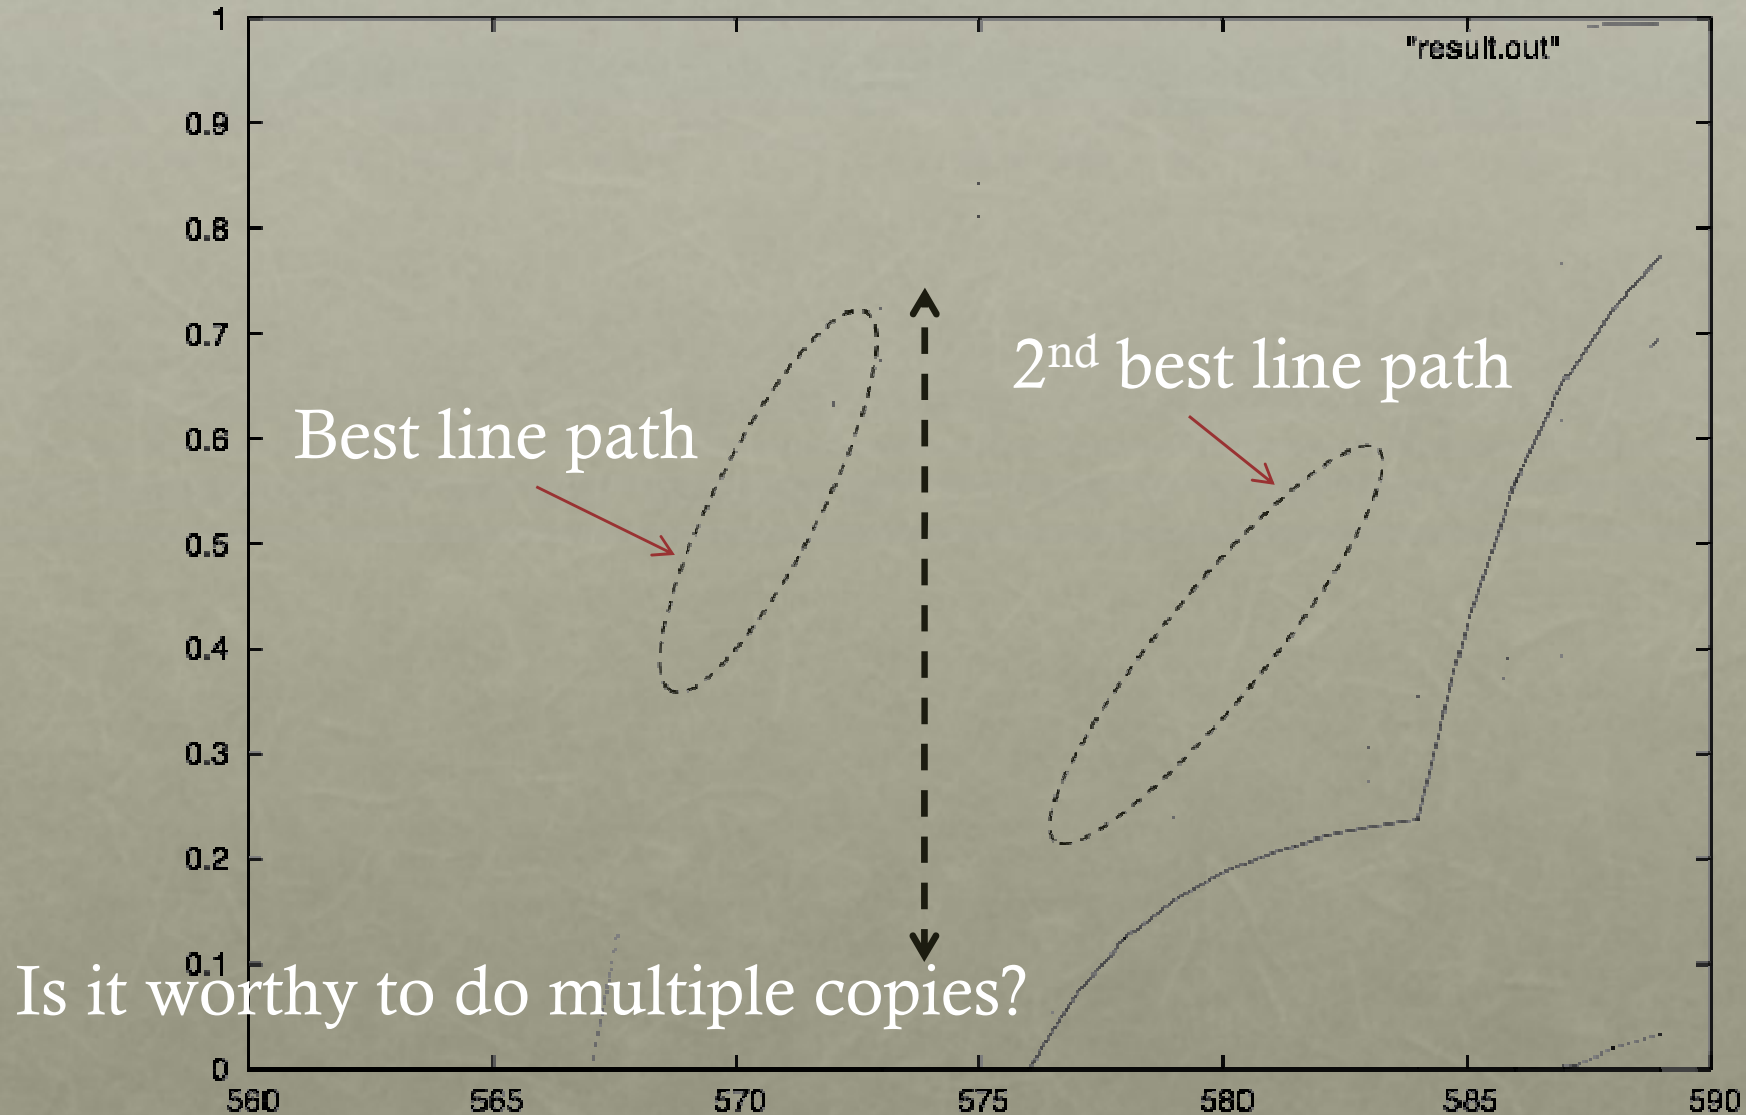 1
"result.out"
0.9
0.8
0.7
2nd best line path
0.6
Best line path
0.5
0.4
0.3
0.2
0.1
Is it worthy to do multiple copies?
0
560 565 570 575 580 585 590